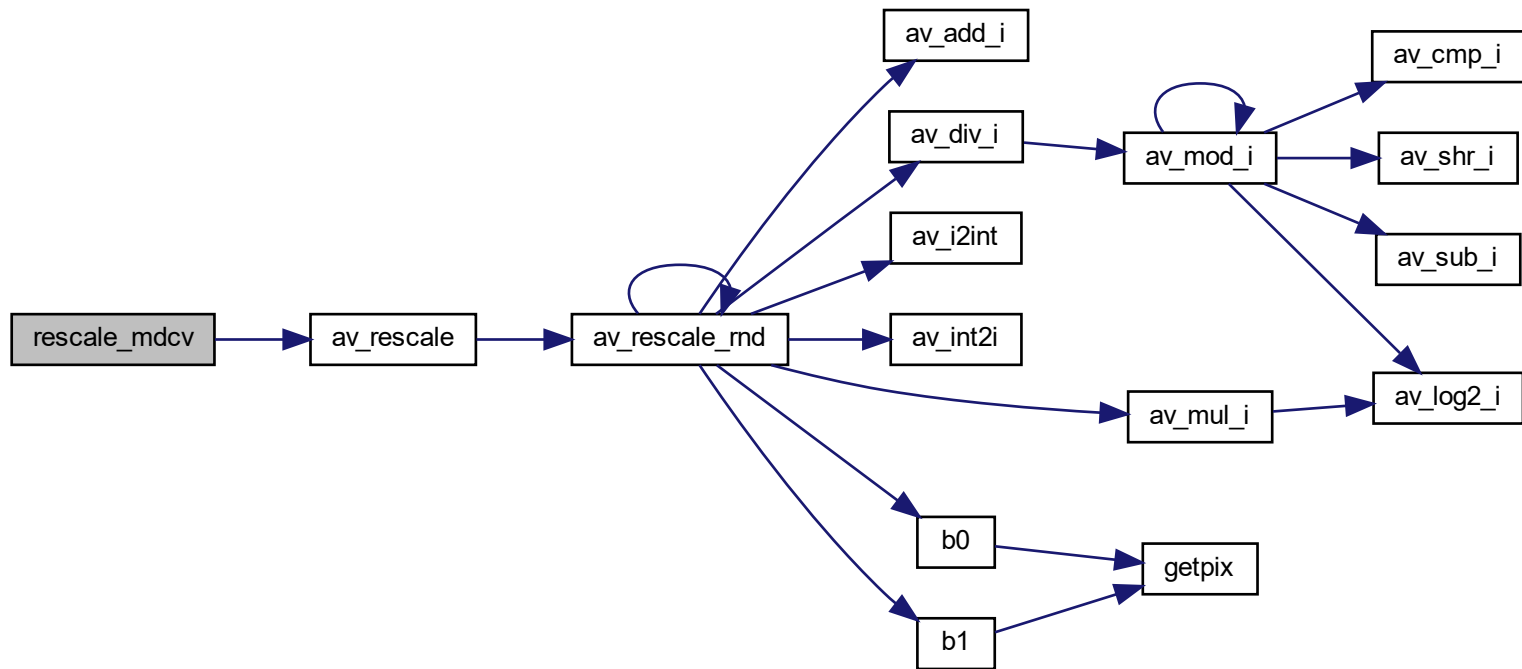 rescale_mdcv
av_rescale
av_rescale_rnd
av_add_i
av_div_i
av_i2int
av_int2i
av_mul_i
b0
b1
av_mod_i
getpix
av_cmp_i
av_shr_i
av_sub_i
av_log2_i